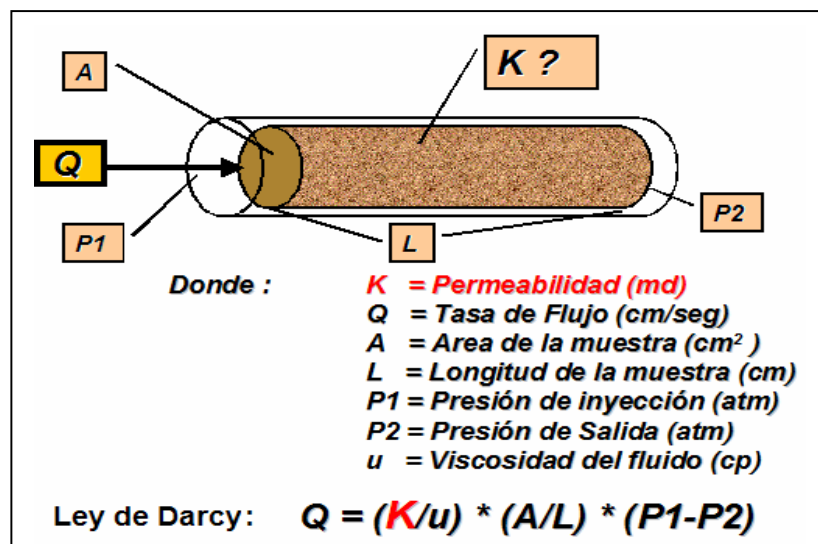 A
K ?
Q
P1
L
P2
Donde :
K = Permeabilidad (md)
Q = Tasa de Flujo (cm/seg)
A = Area de la muestra (cm² )
L = Longitud de la muestra (cm)
P1 = Presión de inyección (atm)
P2 = Presión de Salida (atm)
u = Viscosidad del fluido (cp)
Ley de Darcy: Q = (K/u) * (A/L) * (P1-P2)